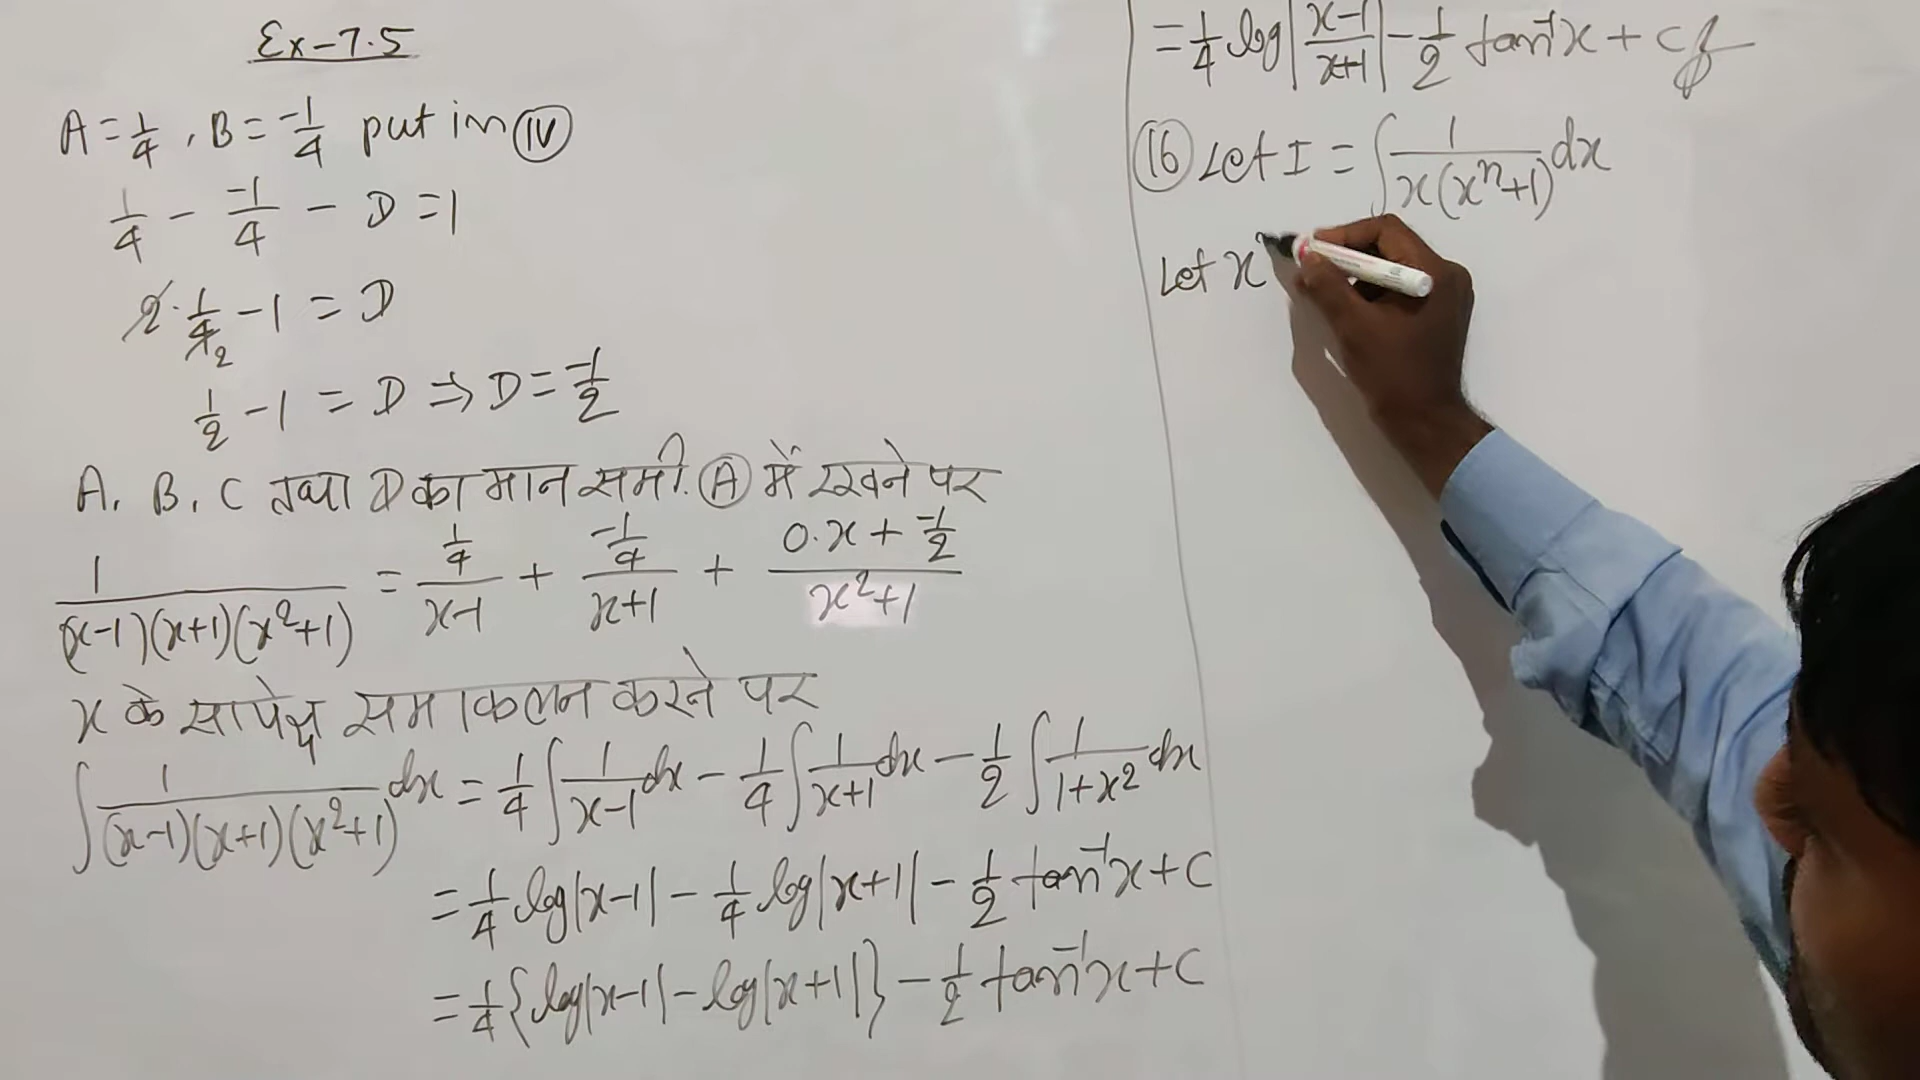 Ex-7.5
A = 1/4 , B = -1/4 put in (IV)
1/4 - -1/4 - D = 1
2·1/4 2 - 1 = D
1/2 - 1 = D ⇒ D = -1/2
A, B, C तथा D का मान समी. (A) में रखने पर
1/((x-1)(x+1)(x²+1)) = (1/4)/(x-1) + (-1/4)/(x+1) + (0.x + -1/2)/(x²+1)
x के सापेक्ष समाकलन करने पर
∫ 1/((x-1)(x+1)(x²+1)) dx = 1/4 ∫ 1/(x-1) dx - 1/4 ∫ 1/(x+1) dx - 1/2 ∫ 1/(1+x²) dx
= 1/4 log|x-1| - 1/4 log|x+1| - 1/2 tan⁻¹x + C
= 1/4 {log|x-1| - log|x+1|} - 1/2 tan⁻¹x + C
= 1/4 log|(x-1)/(x+1)| - 1/2 tan⁻¹x + C
(16) Let I = ∫ 1/(x(xⁿ+1)) dx
Let x